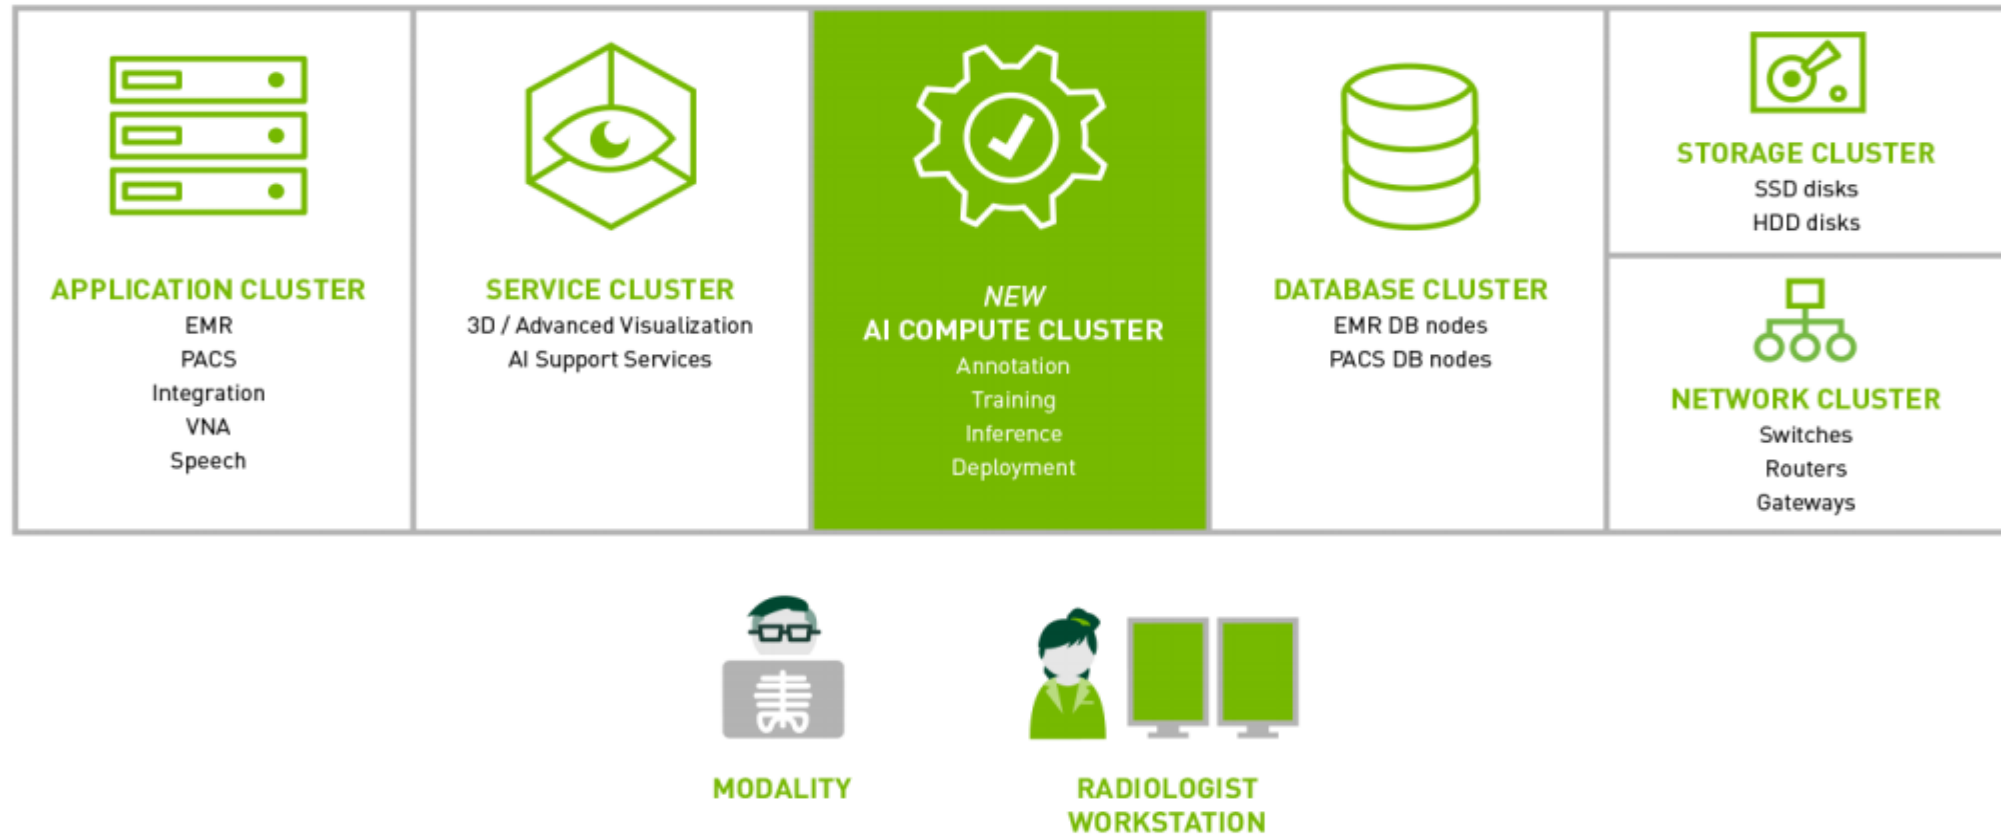 APPLICATION CLUSTER
EMR
PACS
Integration
VNA
Speech
SERVICE CLUSTER
3D / Advanced Visualization
AI Support Services
NEW
AI COMPUTE CLUSTER
Annotation
Training
Inference
Deployment
DATABASE CLUSTER
EMR DB nodes
PACS DB nodes
STORAGE CLUSTER
SSD disks
HDD disks
NETWORK CLUSTER
Switches
Routers
Gateways
MODALITY
RADIOLOGIST
WORKSTATION